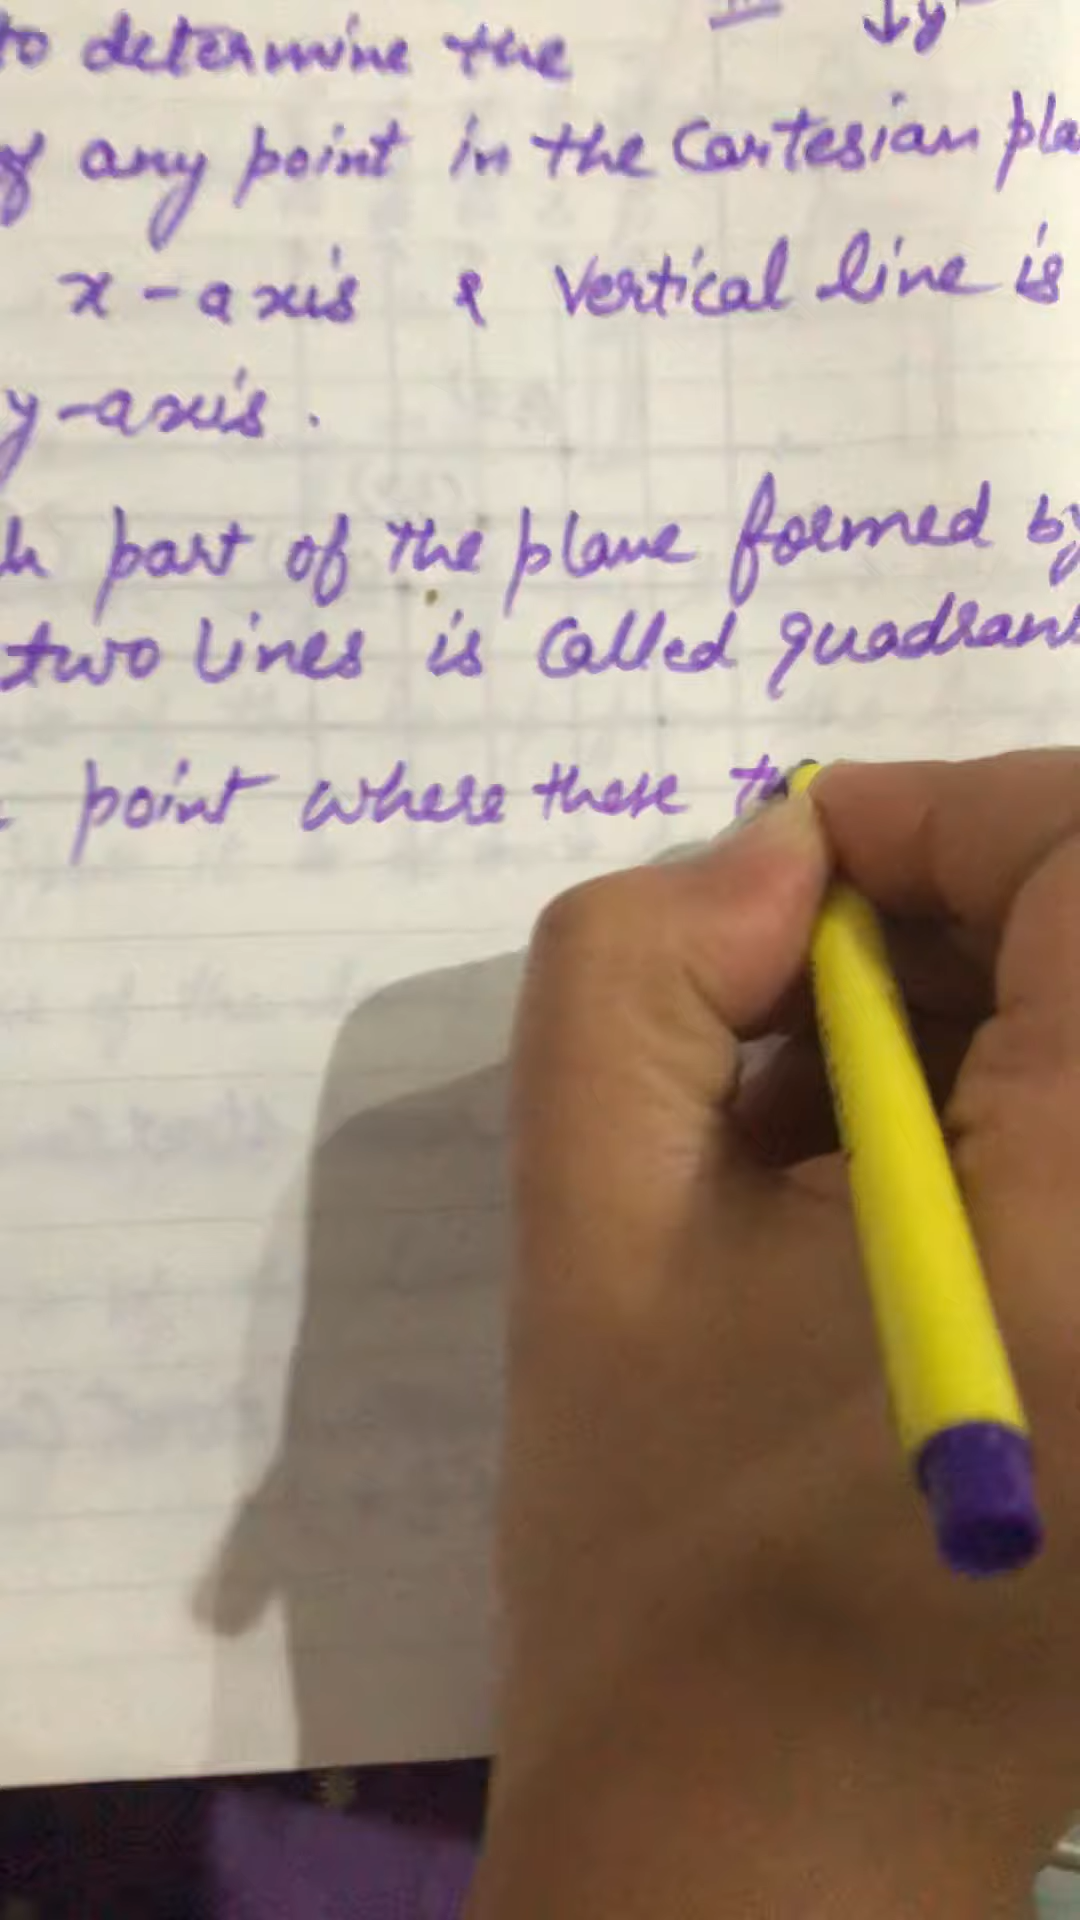 y'
to determine the
of any point in the Cartesian pla
x-axis & vertical line is
y-axis.
part of the plane formed by
two lines is called quadrant
point where these